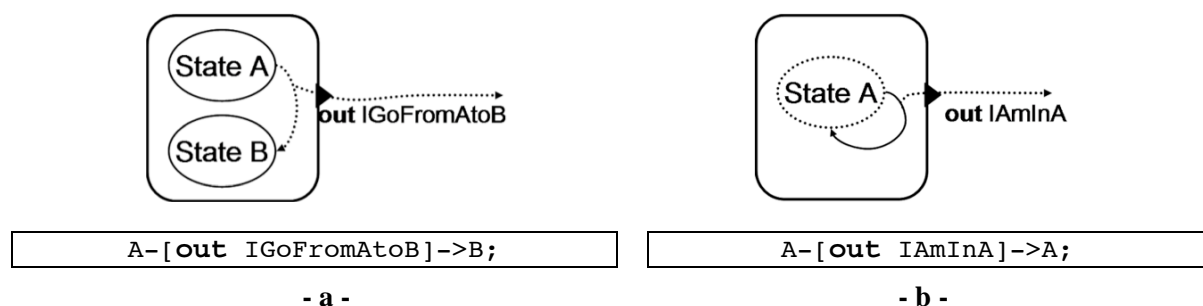 State A
out IGoFromAtoB
State B
A-[out IGoFromAtoB]->B;
- a -
State A
out IAmInA
A-[out IAmInA]->A;
- b -